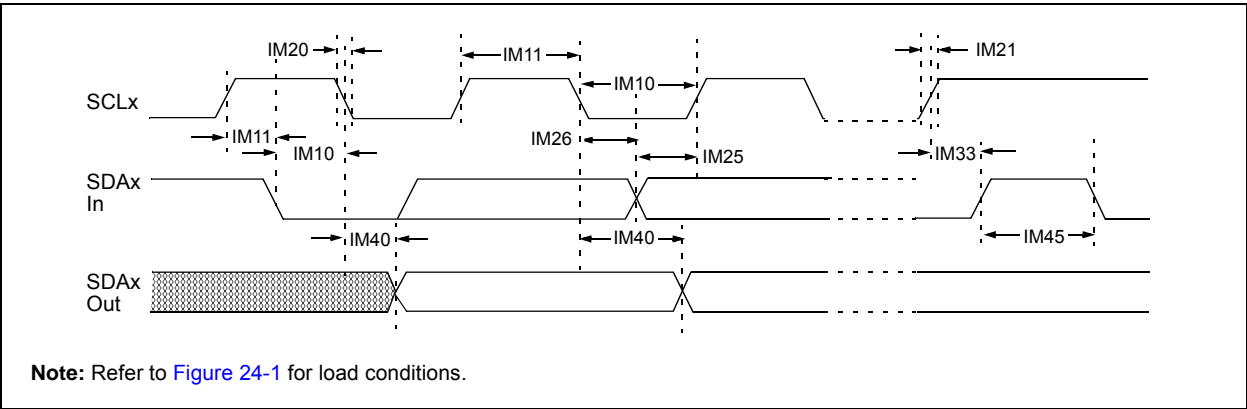 IM20
IM11
IM21
IM10
SCLx
IM11
IM10
IM26
IM25
IM33
SDAx
In
IM40
IM40
IM45
SDAx
Out
Note: Refer to Figure 24-1 for load conditions.